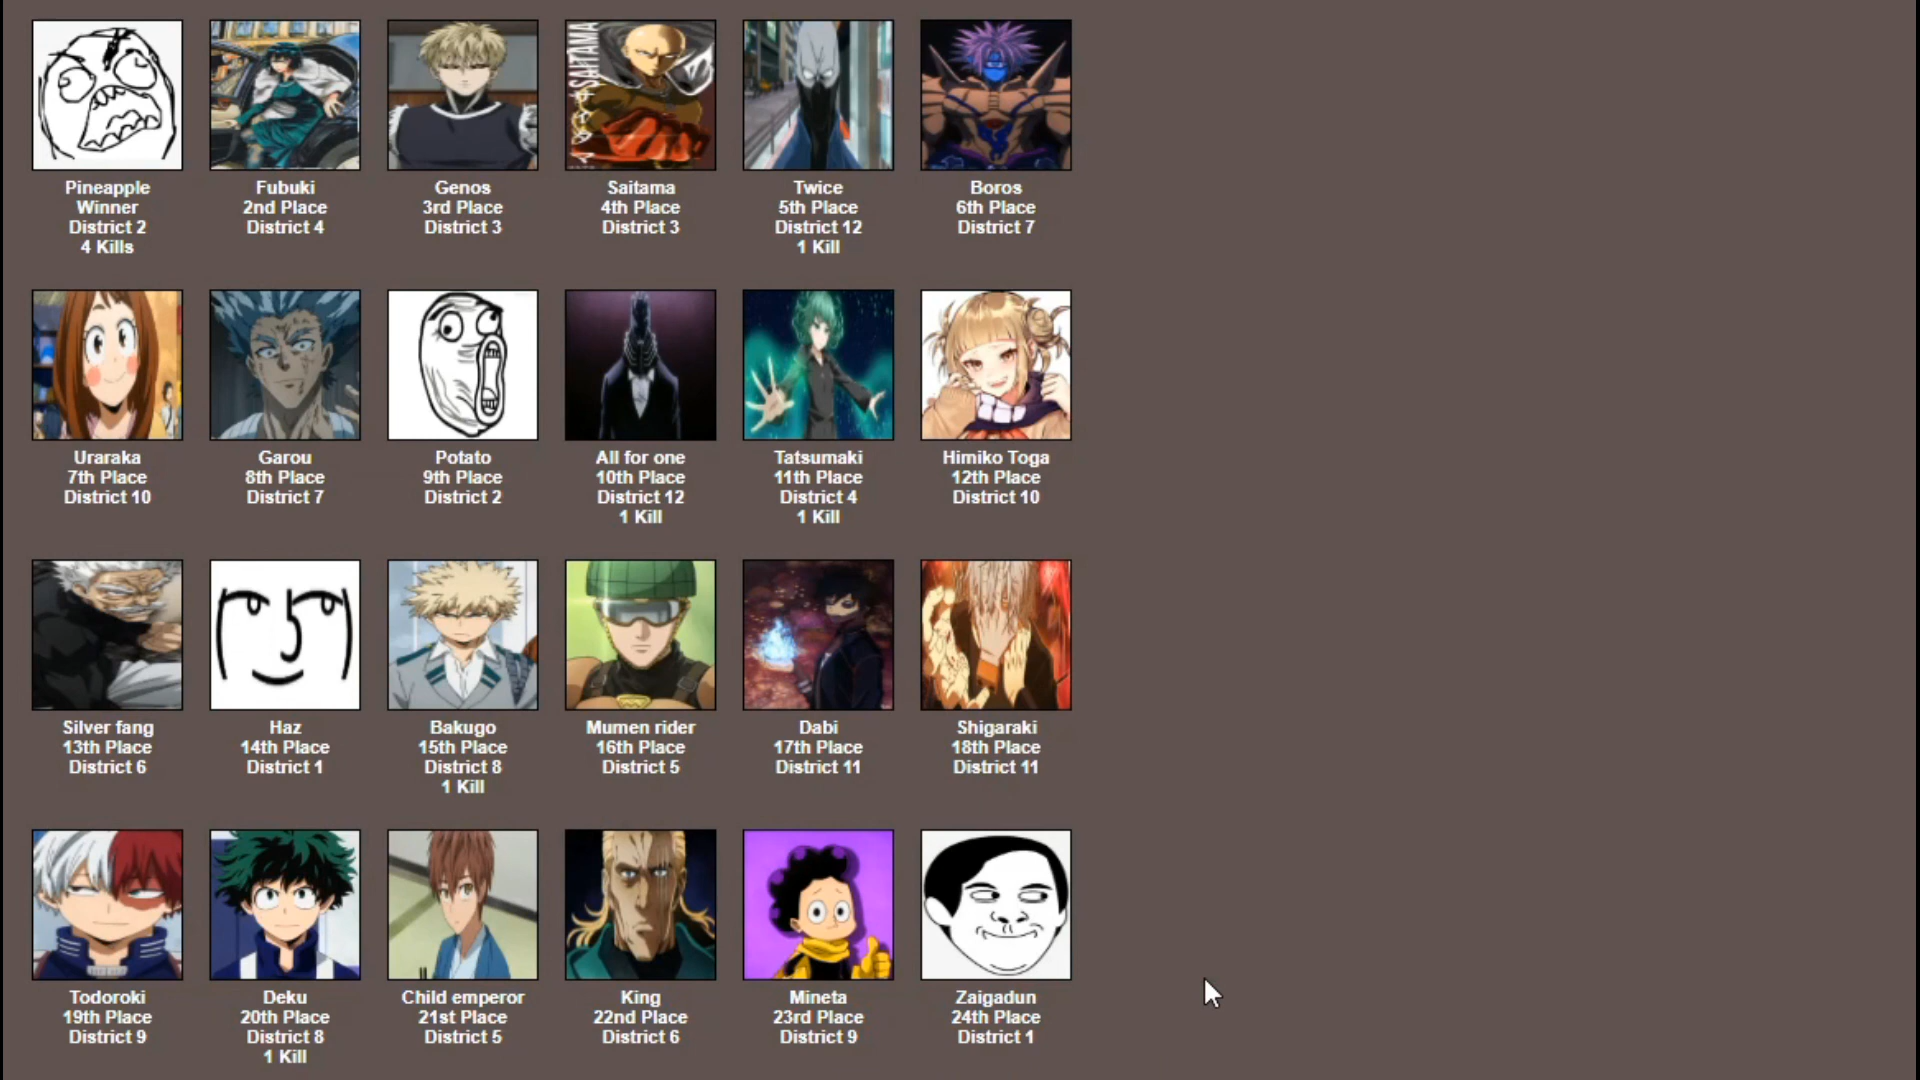 SAITAMA
Pineapple
Winner
District 2
4 Kills
Fubuki
2nd Place
District 4
Genos
3rd Place
District 3
Saitama
4th Place
District 3
Twice
5th Place
District 12
1 Kill
Boros
6th Place
District 7
Uraraka
7th Place
District 10
Garou
8th Place
District 7
Potato
9th Place
District 2
All for one
10th Place
District 12
1 Kill
Tatsumaki
11th Place
District 4
1 Kill
Himiko Toga
12th Place
District 10
Silver fang
13th Place
District 6
Haz
14th Place
District 1
Bakugo
15th Place
District 8
1 Kill
Mumen rider
16th Place
District 5
Dabi
17th Place
District 11
Shigaraki
18th Place
District 11
Todoroki
19th Place
District 9
Deku
20th Place
District 8
1 Kill
Child emperor
21st Place
District 5
King
22nd Place
District 6
Mineta
23rd Place
District 9
Zaigadun
24th Place
District 1